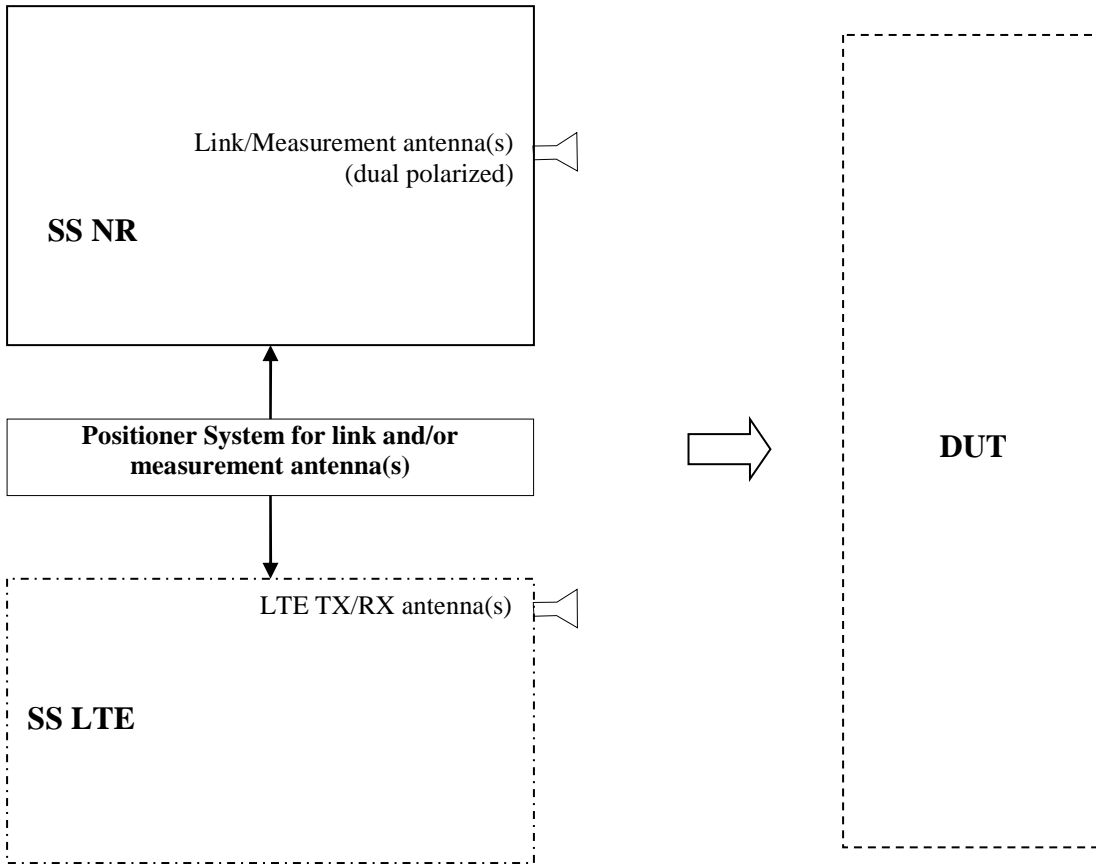 Link/Measurement antenna(s)
(dual polarized)
SS NR
Positioner System for link and/or
measurement antenna(s)
DUT
LTE TX/RX antenna(s)
SS LTE